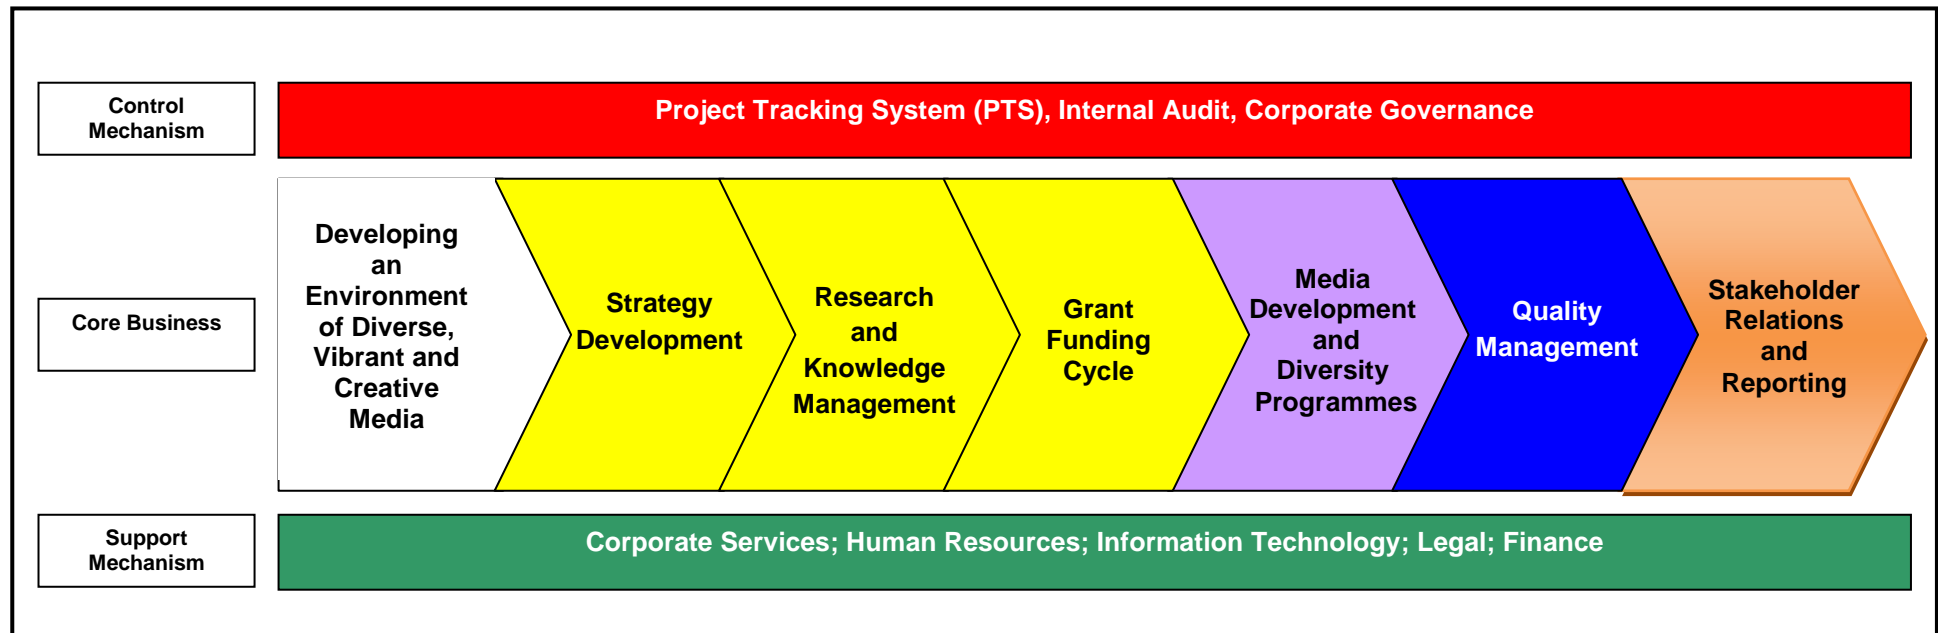 Control
Mechanism
Project Tracking System (PTS), Internal Audit, Corporate Governance
Core Business
Developing
an
Environment
of Diverse,
Vibrant and
Creative
Media
Strategy
Development
Research
and
Knowledge
Management
Grant
Funding
Cycle
Media
Development
and
Diversity
Programmes
Quality
Management
Stakeholder
Relations
and
Reporting
Support
Mechanism
Corporate Services; Human Resources; Information Technology; Legal; Finance